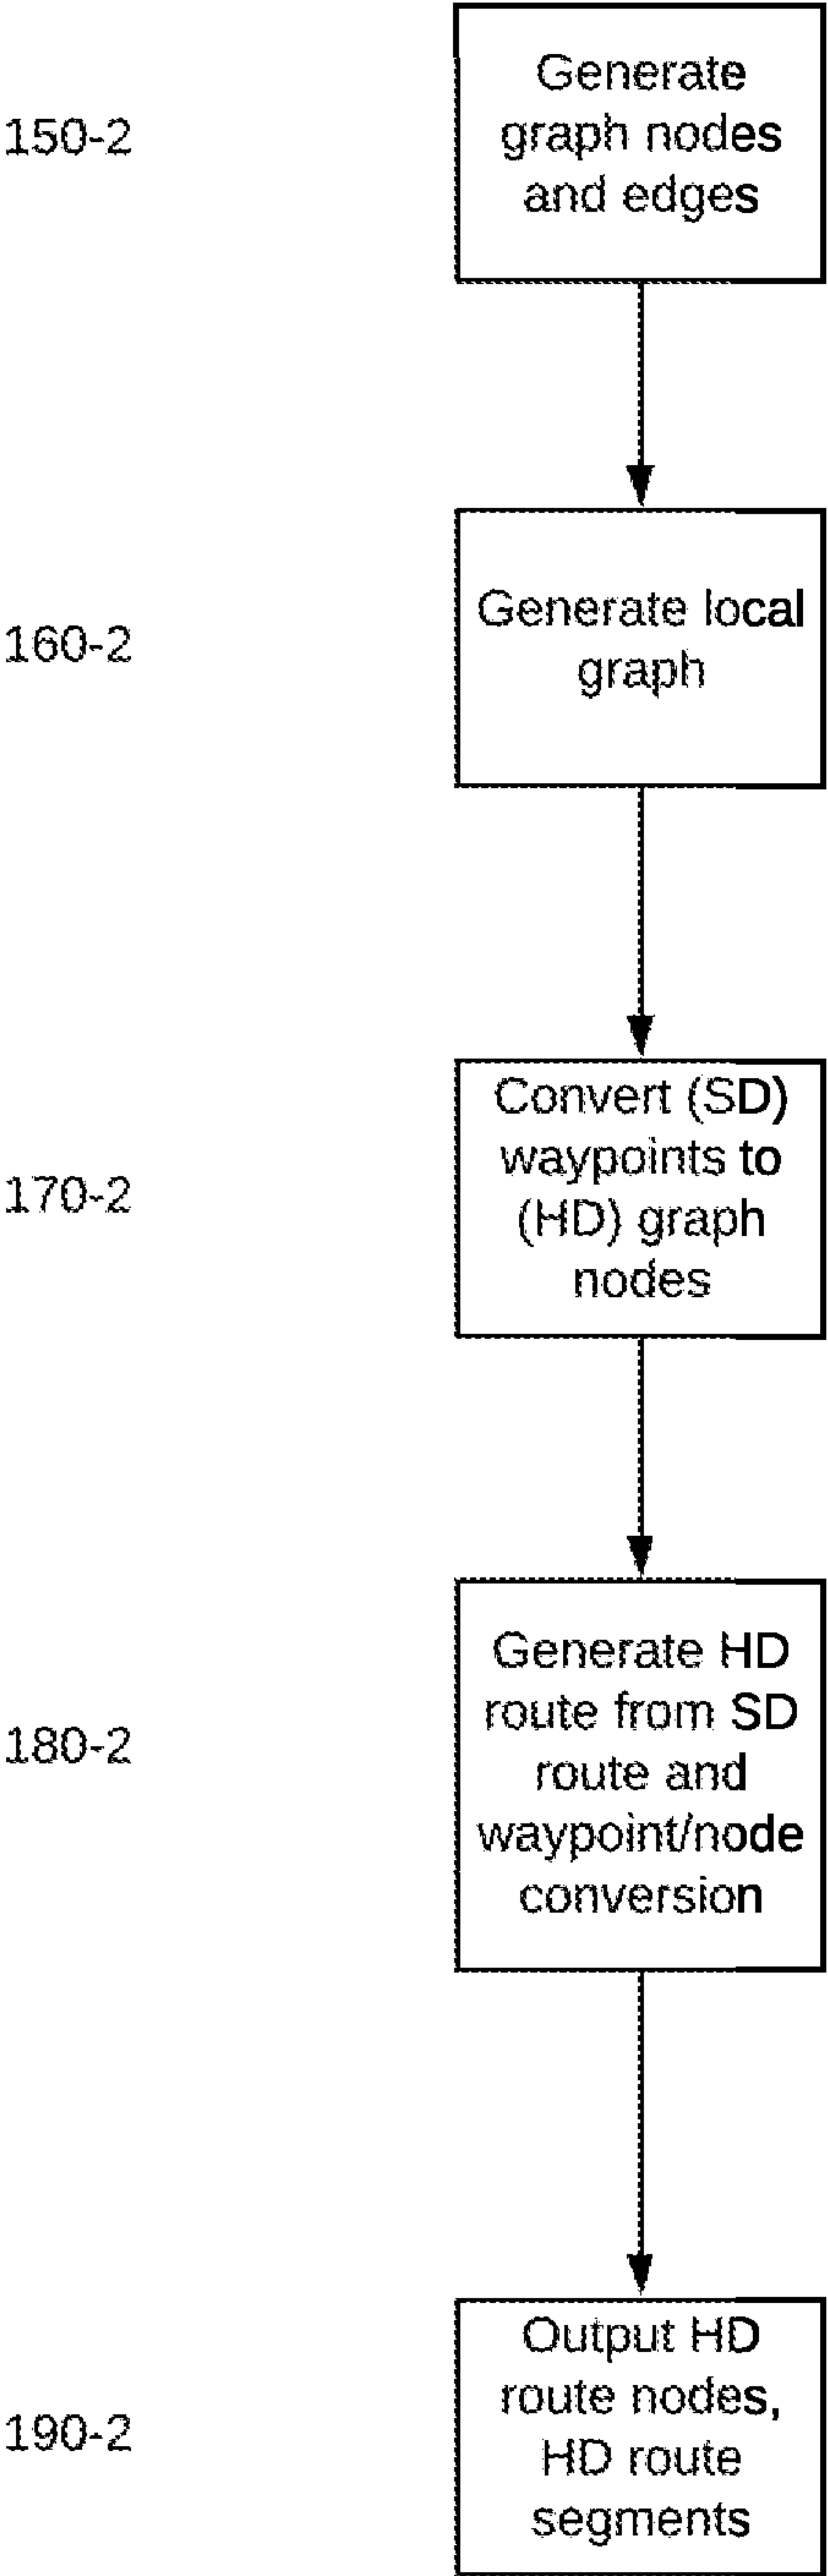 150-2
Generate
graph nodes
and edges
160-2
Generate local
graph
170-2
Convert (SD)
waypoints to
(HD) graph
nodes
180-2
Generate HD
route from SD
route and
waypoint/node
conversion
190-2
Output HD
route nodes,
HD route
segments